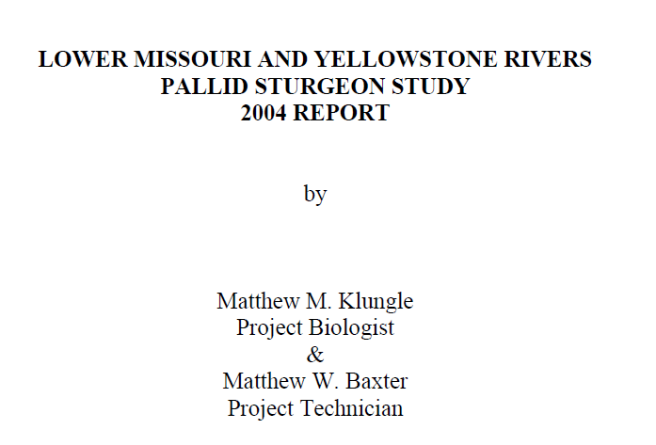 LOWER MISSOURI AND YELLOWSTONE RIVERS
PALLID STURGEON STUDY
2004 REPORT
by
Matthew M. Klungle
Project Biologist
&
Matthew W. Baxter
Project Technician